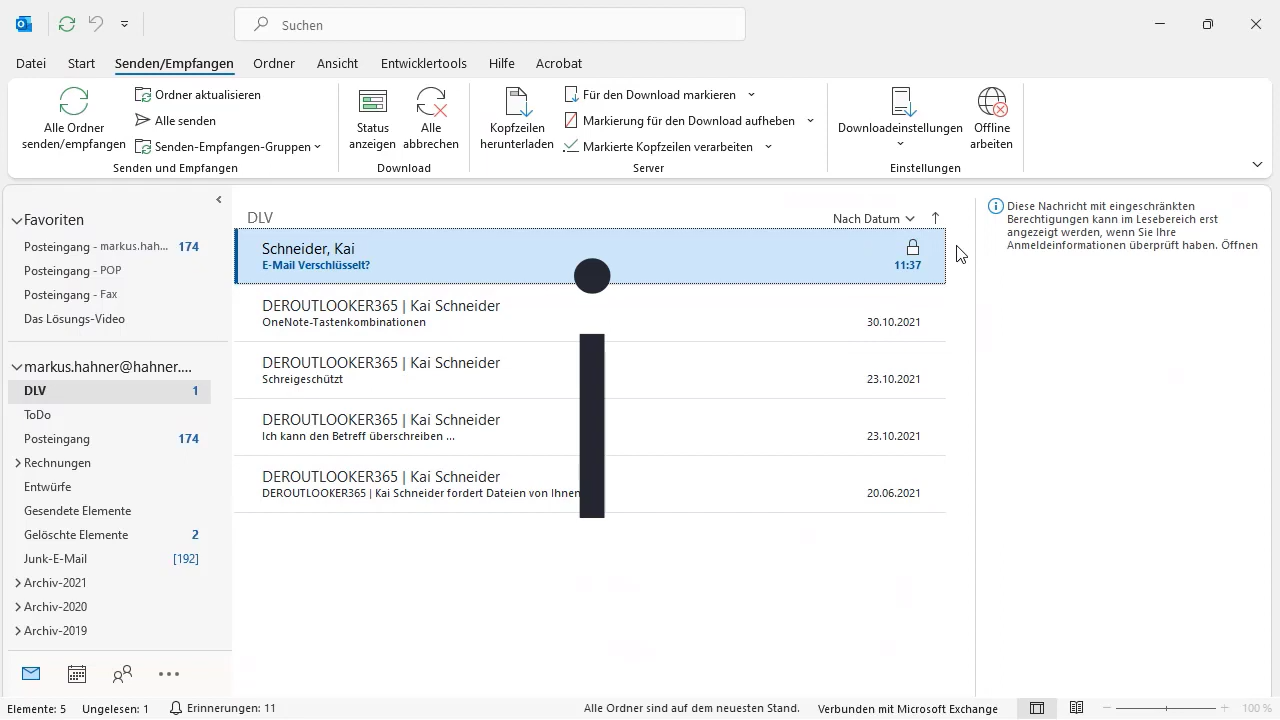 Suchen
Datei Start Senden/Empfangen Ordner Ansicht Entwicklertools Hilfe Acrobat
Alle Ordner
senden/empfangen
Ordner aktualisieren
Alle senden
Senden-Empfangen-Gruppen
Senden und Empfangen
Status
anzeigen
Alle
abbrechen
Download
Kopfzeilen
herunterladen
Für den Download markieren
Markierung für den Download aufheben
Markierte Kopfzeilen verarbeiten
Server
Downloadeinstellungen
Offline
arbeiten
Einstellungen
Favoriten
Posteingang - markus.hah... 174
Posteingang - POP
Posteingang - Fax
Das Lösungs-Video
markus.hahner@hahner....
DLV 1
ToDo
Posteingang 174
Rechnungen
Entwürfe
Gesendete Elemente
Gelöschte Elemente 2
Junk-E-Mail [192]
Archiv-2021
Archiv-2020
Archiv-2019
DLV Nach Datum
Schneider, Kai
E-Mail Verschlüsselt? 11:37
DEROUTLOOKER365 | Kai Schneider
OneNote-Tastenkombinationen 30.10.2021
DEROUTLOOKER365 | Kai Schneider
Schreigeschützt 23.10.2021
DEROUTLOOKER365 | Kai Schneider
Ich kann den Betreff überschreiben ... 23.10.2021
DEROUTLOOKER365 | Kai Schneider
DEROUTLOOKER365 | Kai Schneider fordert Dateien von Ihnen 20.06.2021
Diese Nachricht mit eingeschränkten
Berechtigungen kann im Lesebereich erst
angezeigt werden, wenn Sie Ihre
Anmeldeinformationen überprüft haben. Öffnen
Elemente: 5 Ungelesen: 1 Erinnerungen: 11 Alle Ordner sind auf dem neuesten Stand. Verbunden mit Microsoft Exchange 100 %